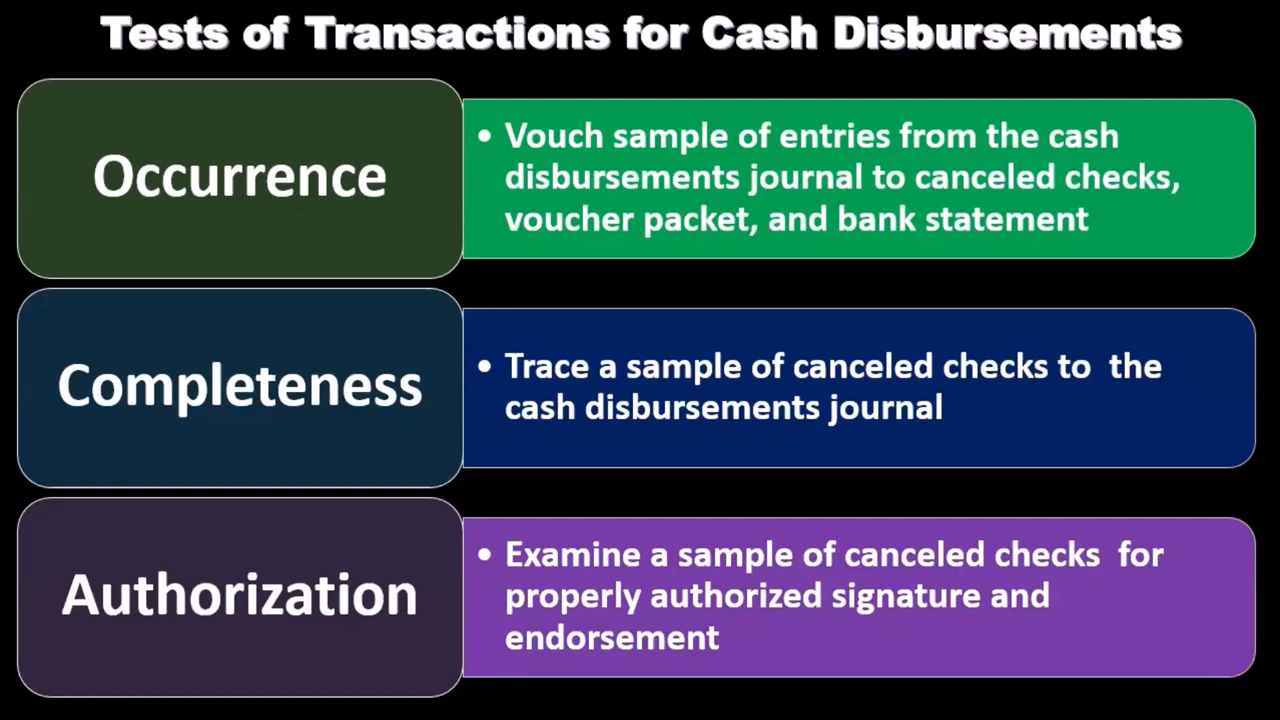 Tests of Transactions for Cash Disbursements
Occurrence
• Vouch sample of entries from the cash
disbursements journal to canceled checks,
voucher packet, and bank statement
Completeness
• Trace a sample of canceled checks to  the
cash disbursements journal
Authorization
• Examine a sample of canceled checks  for
properly authorized signature and
endorsement